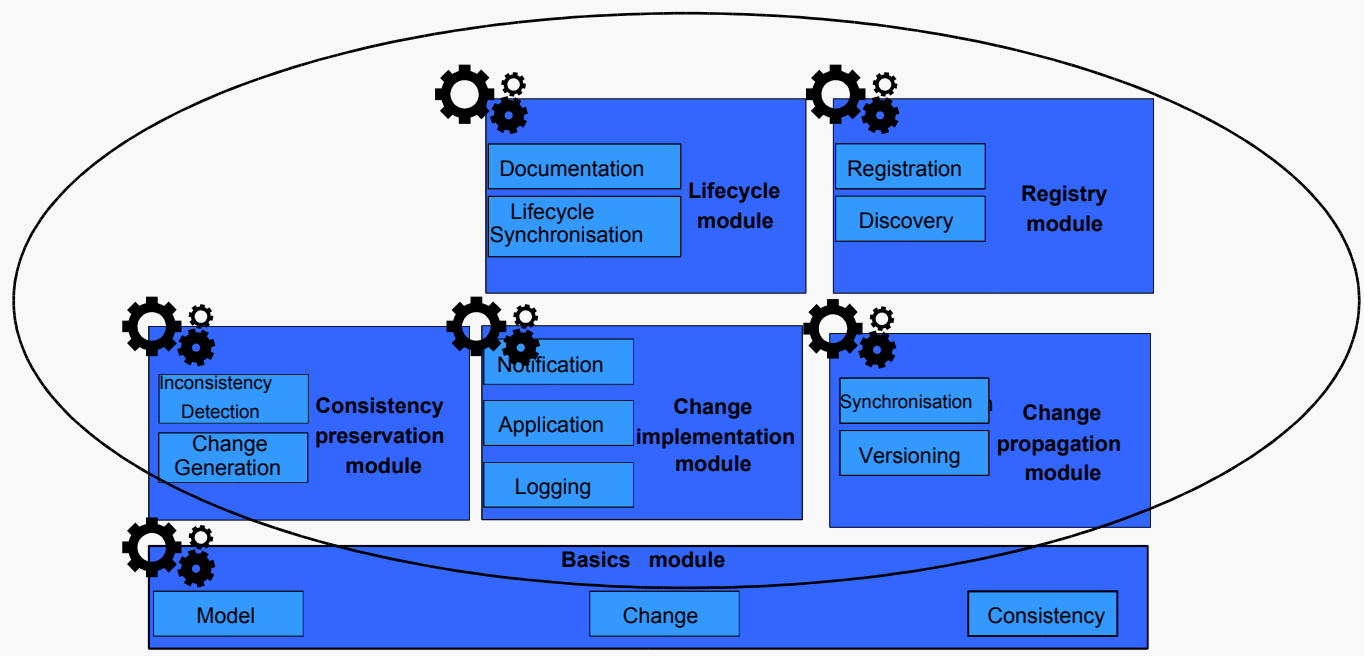 Documentation
Lifecycle
Synchronisation
Lifecycle
module
Registration
Discovery
Registry
module
Inconsistency
Detection
Change
Generation
Consistency
preservation
module
Notification
Application
Logging
Change
implementation
module
Synchronisation
Versioning
Change
propagation
module
Basics module
Model
Change
Consistency